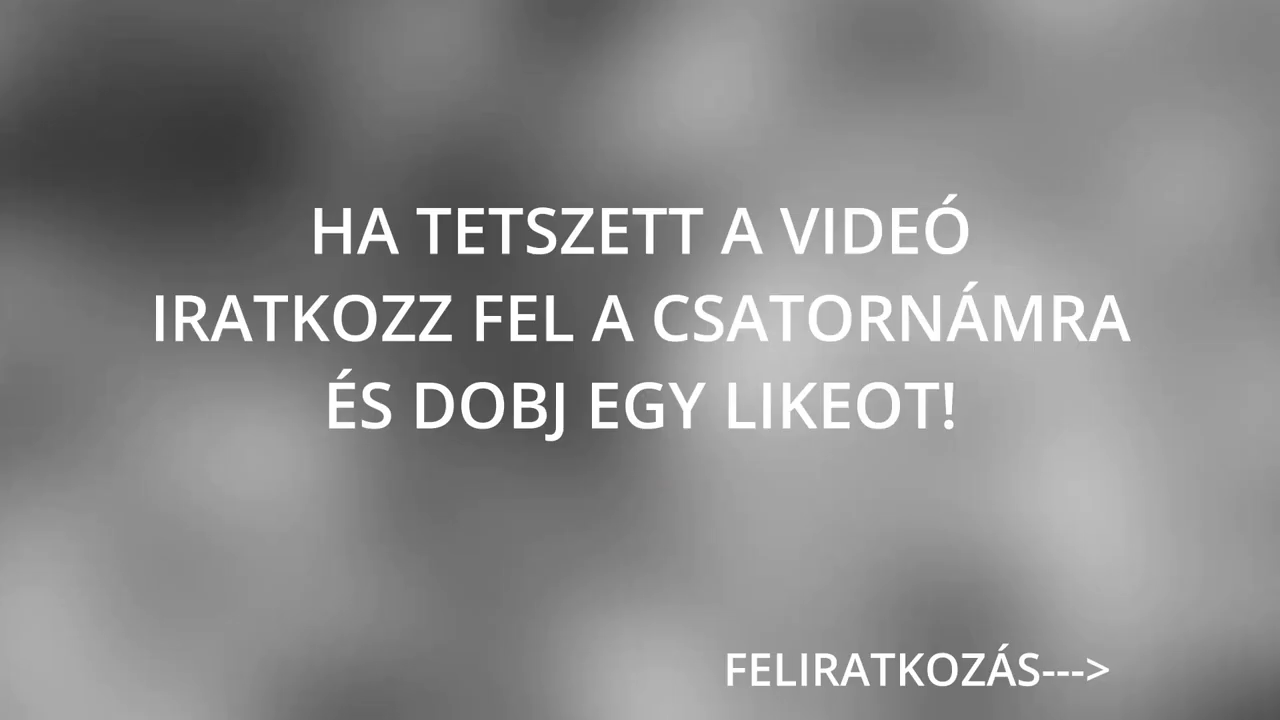 HA TETSZETT A VIDEÓ
IRATKOZZ FEL A CSATORNÁMRA
ÉS DOBJ EGY LIKEOT!
FELIRATKOZÁS--->